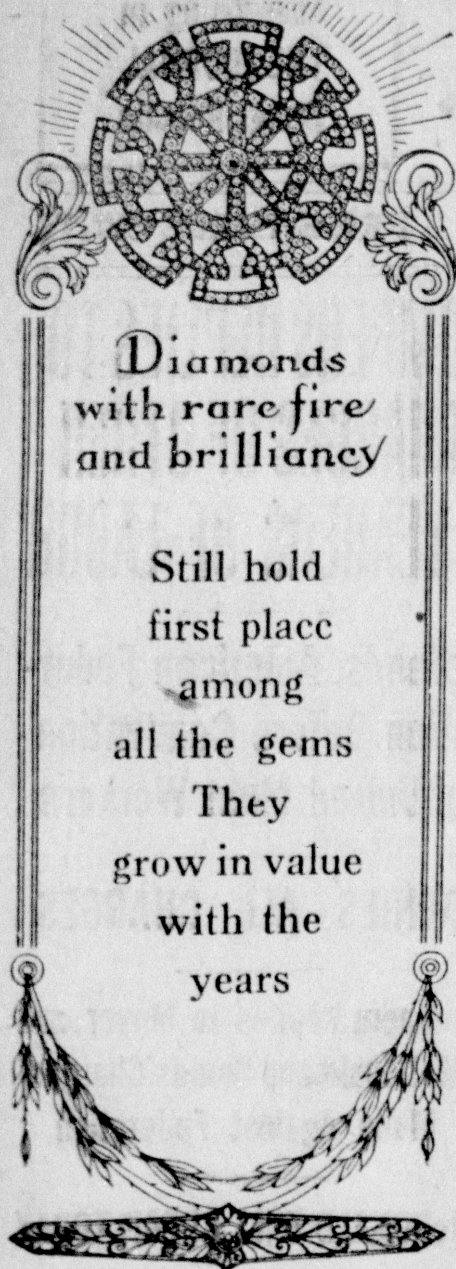 Diamonds
with rare fire
and brilliancy
Still hold
first place
among
all the gems
They
grow in value
with the
years